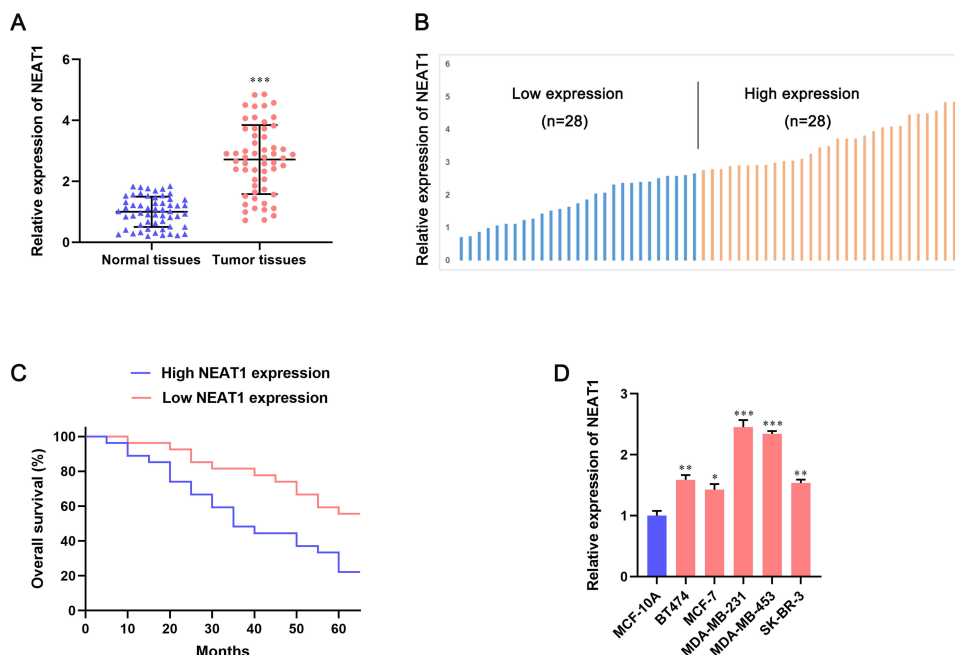 A
Relative expression of NEAT1
6
4
2
0
***
Normal tissues
Tumor tissues
B
Relative expression of NEAT1
6
5
4
3
2
1
0
Low expression
(n=28)
High expression
(n=28)
C
High NEAT1 expression
Low NEAT1 expression
Overall survival (%)
100
80
60
40
20
0
0 10 20 30 40 50 60
Months
D
Relative expression of NEAT1
3
2
1
0
**
*
***
***
**
MCF-10A
BT474
MCF-7
MDA-MB-231
MDA-MB-453
SK-BR-3